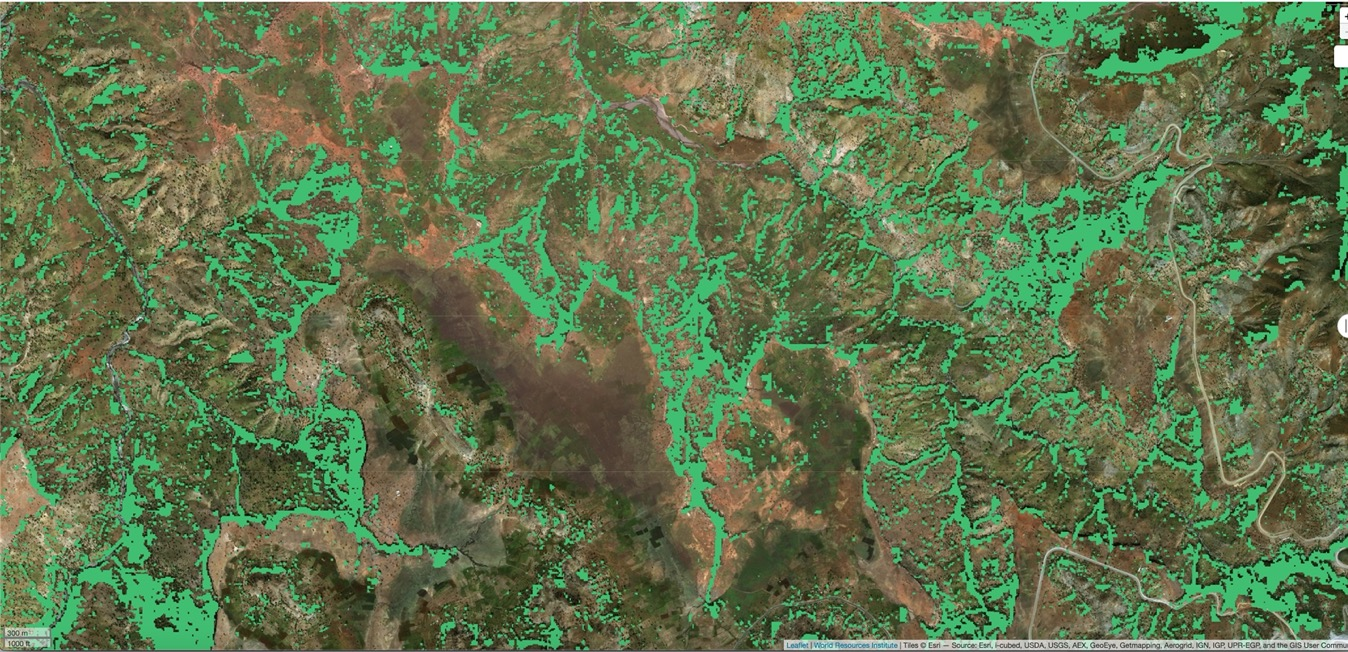 +
300 m
1000 ft
Leaflet | World Resources Institute | Tiles © Esri — Source: Esri, i-cubed, USDA, USGS, AEX, GeoEye, Getmapping, Aerogrid, IGN, IGP, UPR-EGP, and the GIS User Commu